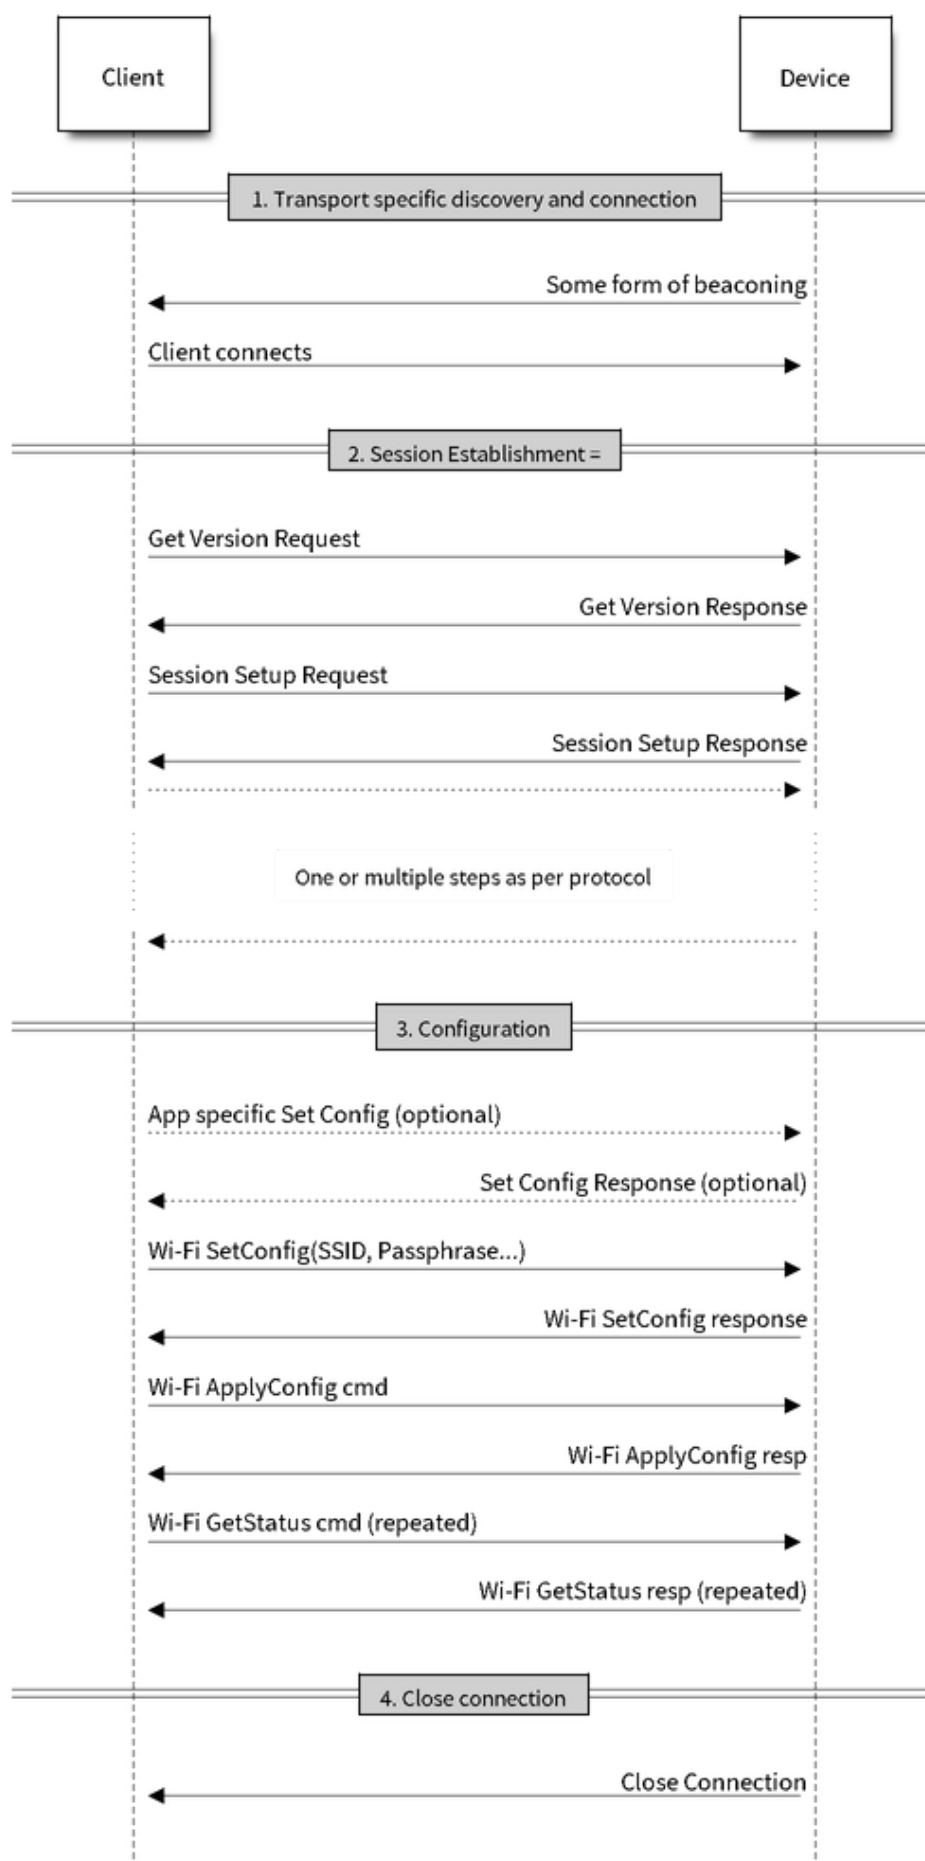 Client
Device
1. Transport specific discovery and connection
Some form of beaconing
Client connects
2. Session Establishment =
Get Version Request
Get Version Response
Session Setup Request
Session Setup Response
One or multiple steps as per protocol
3. Configuration
App specific Set Config (optional)
Set Config Response (optional)
Wi-Fi SetConfig(SSID, Passphrase...)
Wi-Fi SetConfig response
Wi-Fi ApplyConfig cmd
Wi-Fi ApplyConfig resp
Wi-Fi GetStatus cmd (repeated)
Wi-Fi GetStatus resp (repeated)
4. Close connection
Close Connection